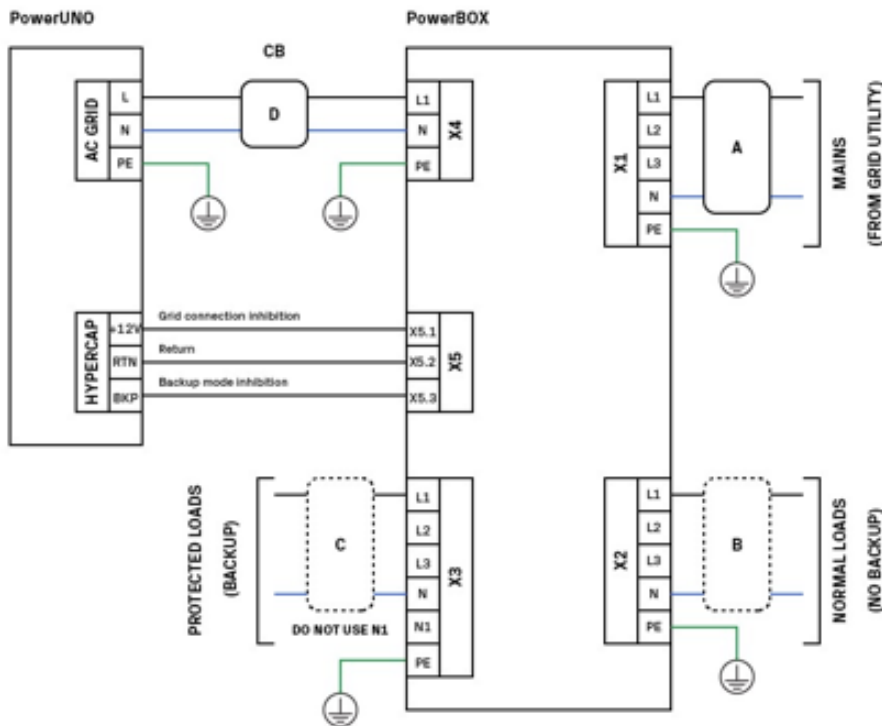 PowerUNO
PowerBOX
CB
AC GRID
L
N
PE
D
L1
N
PE
X4
X1
L1
L2
L3
N
PE
A
MAINS
(FROM GRID UTILITY)
HYPERCAP
+12V
RTN
BKP
Grid connection inhibition
Return
Backup mode inhibition
X5.1
X5.2
X5.3
X5
PROTECTED LOADS
(BACKUP)
C
DO NOT USE N1
L1
L2
L3
N
N1
PE
X3
X2
L1
L2
L3
N
PE
B
NORMAL LOADS
(NO BACKUP)